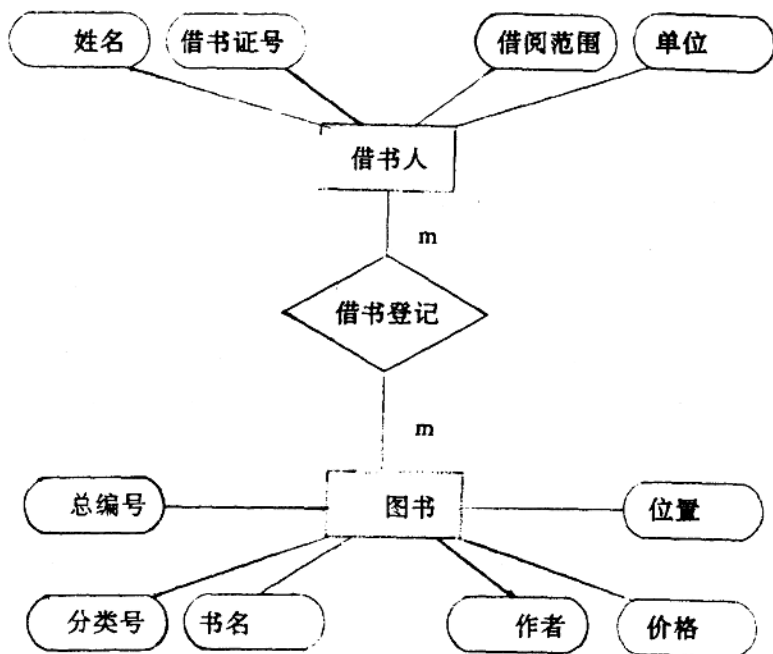 姓名 借书证号 借阅范围 单位
借书人
m
借书登记
m
总编号 图书 位置
分类号 书名 作者 价格